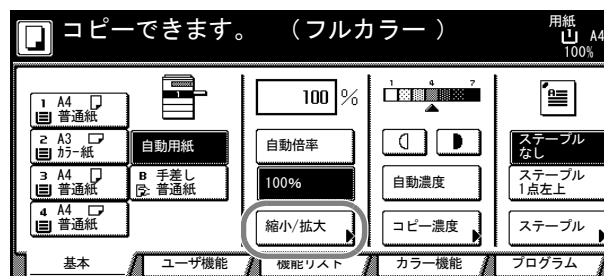 コピーできます。 （フルカラー）
用紙
A4
100%
1 A4
普通紙
2 A3
ｶﾗｰ紙
3 A4
普通紙
4 A4
普通紙
1
自動用紙
B 手差し
普通紙
100 %
自動倍率
100%
縮小/拡大
1 4 7
自動濃度
コピー濃度
ステープル
なし
ステープル
1点左上
ステープル
基本
ユーザ機能
機能リスト
カラー機能
プログラム